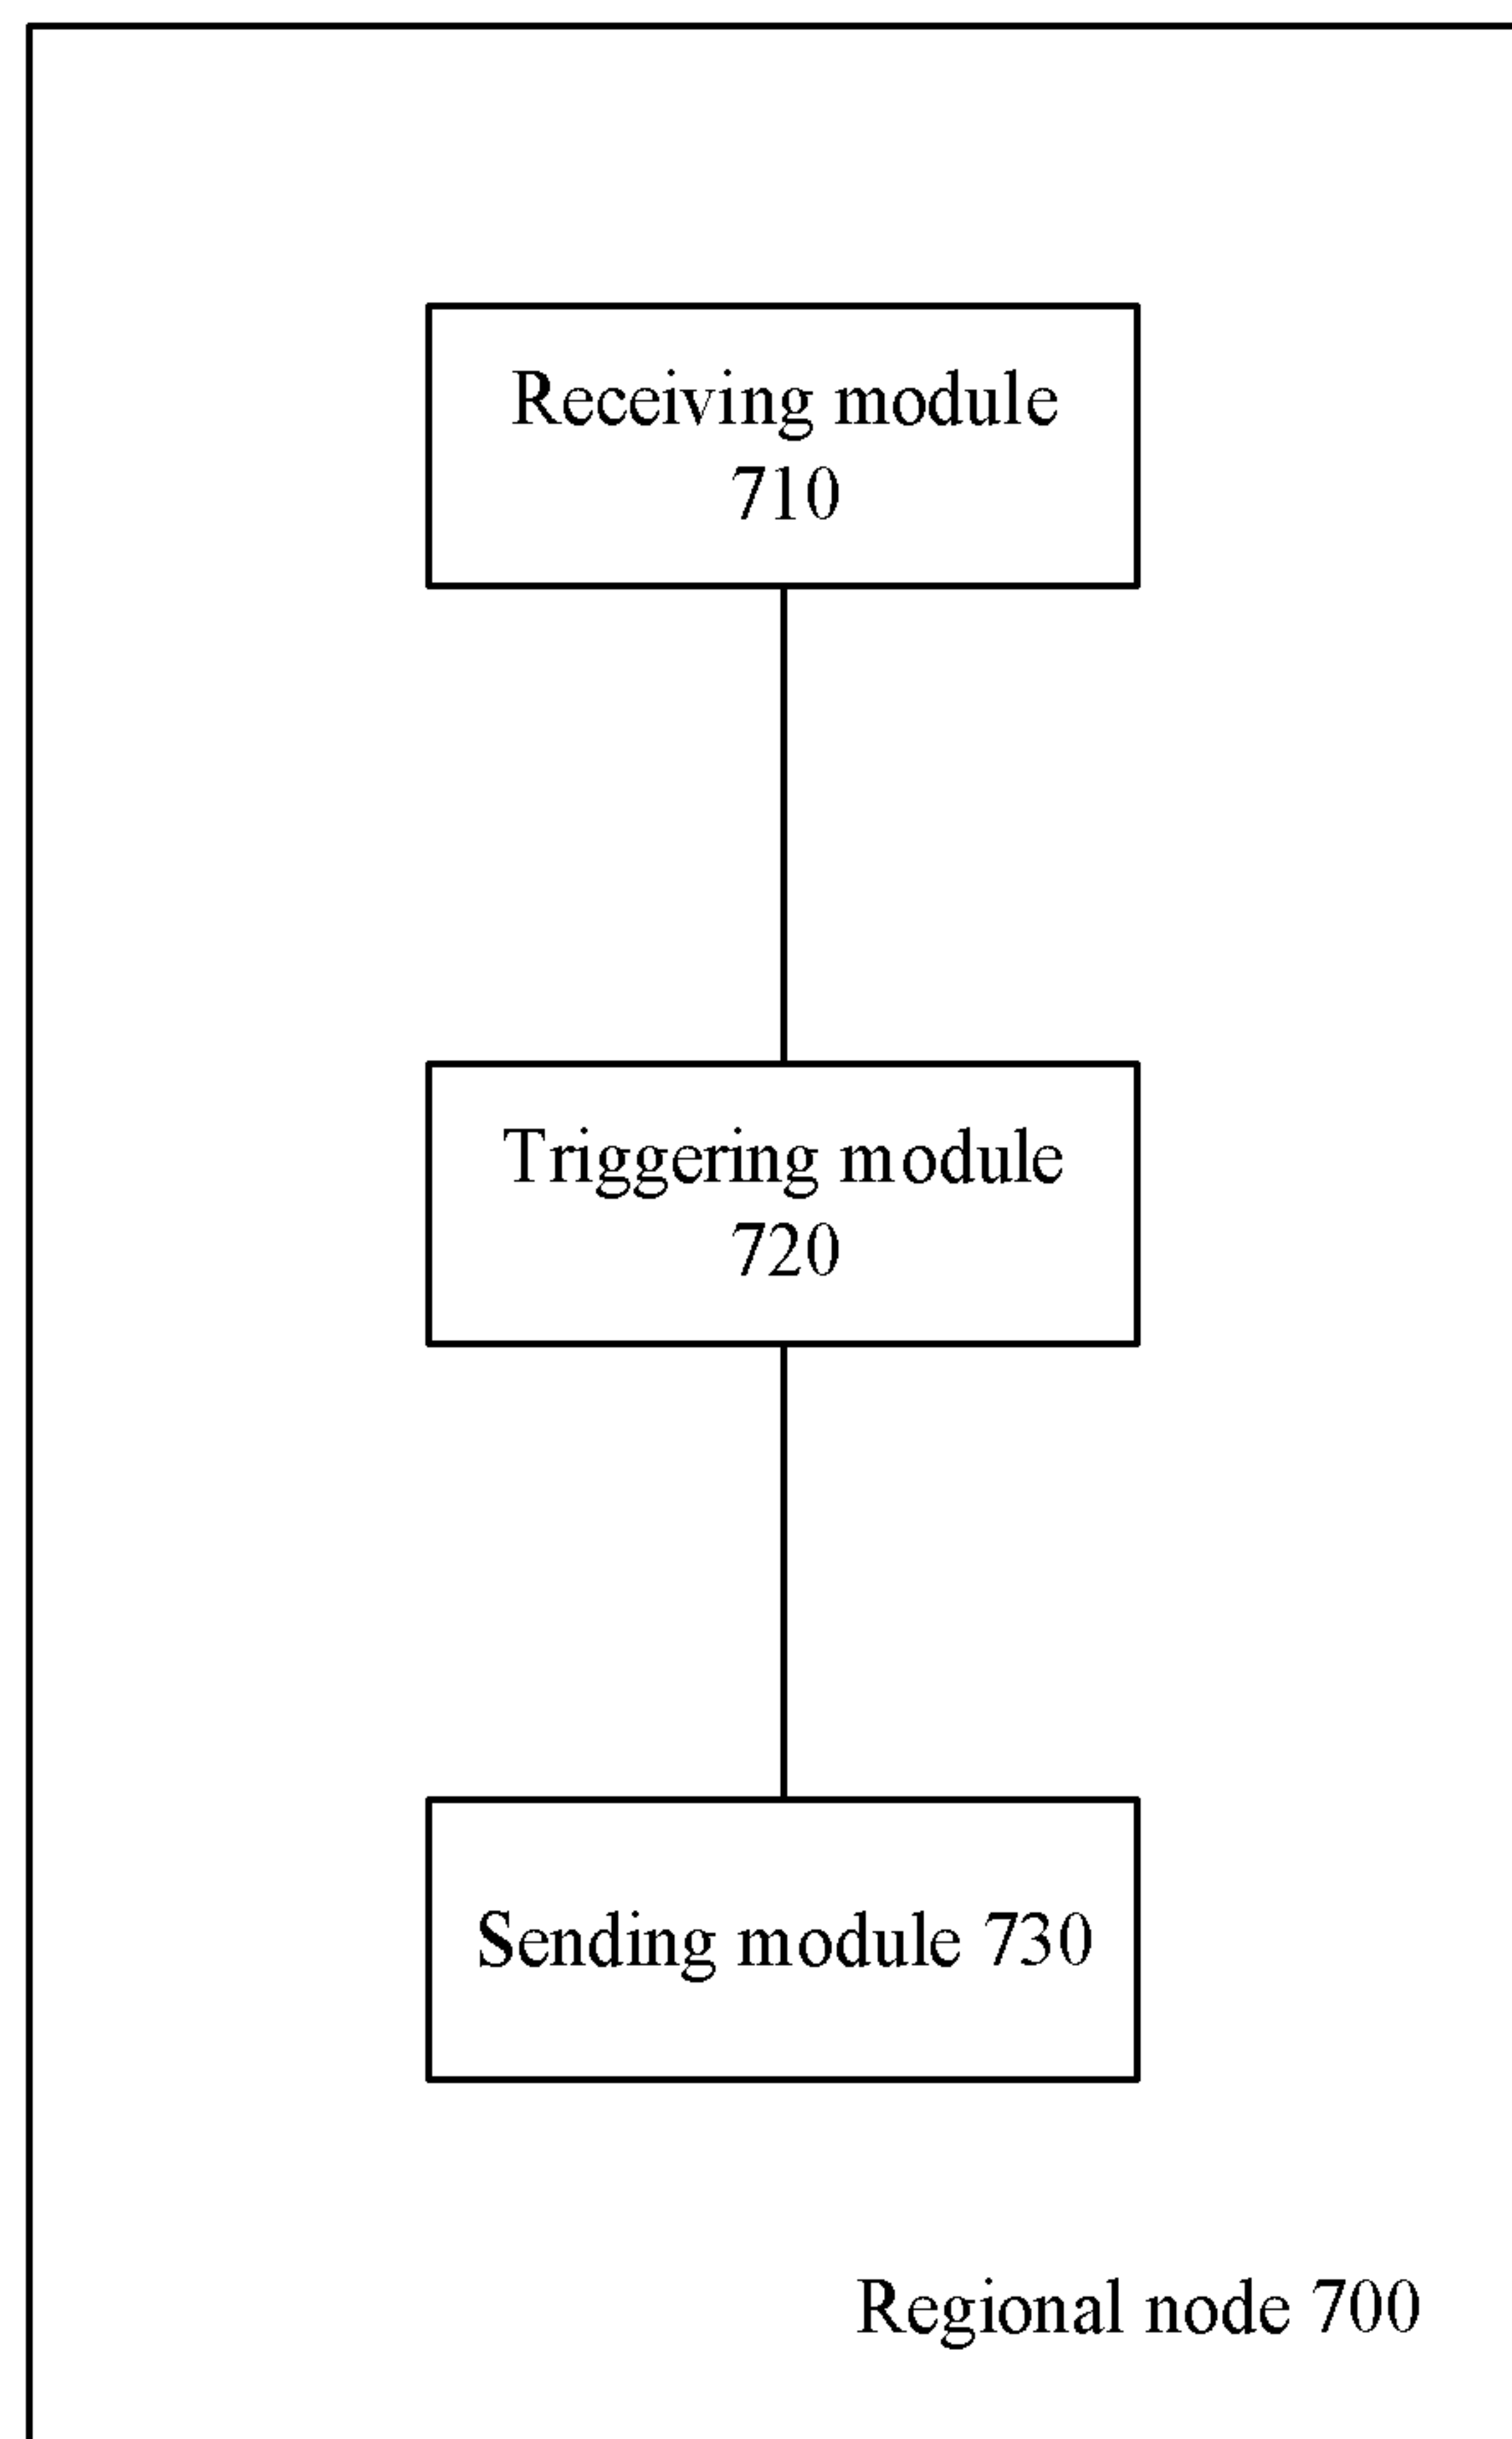 Receiving module
710
Triggering module
720
Sending module 730
Regional node 700